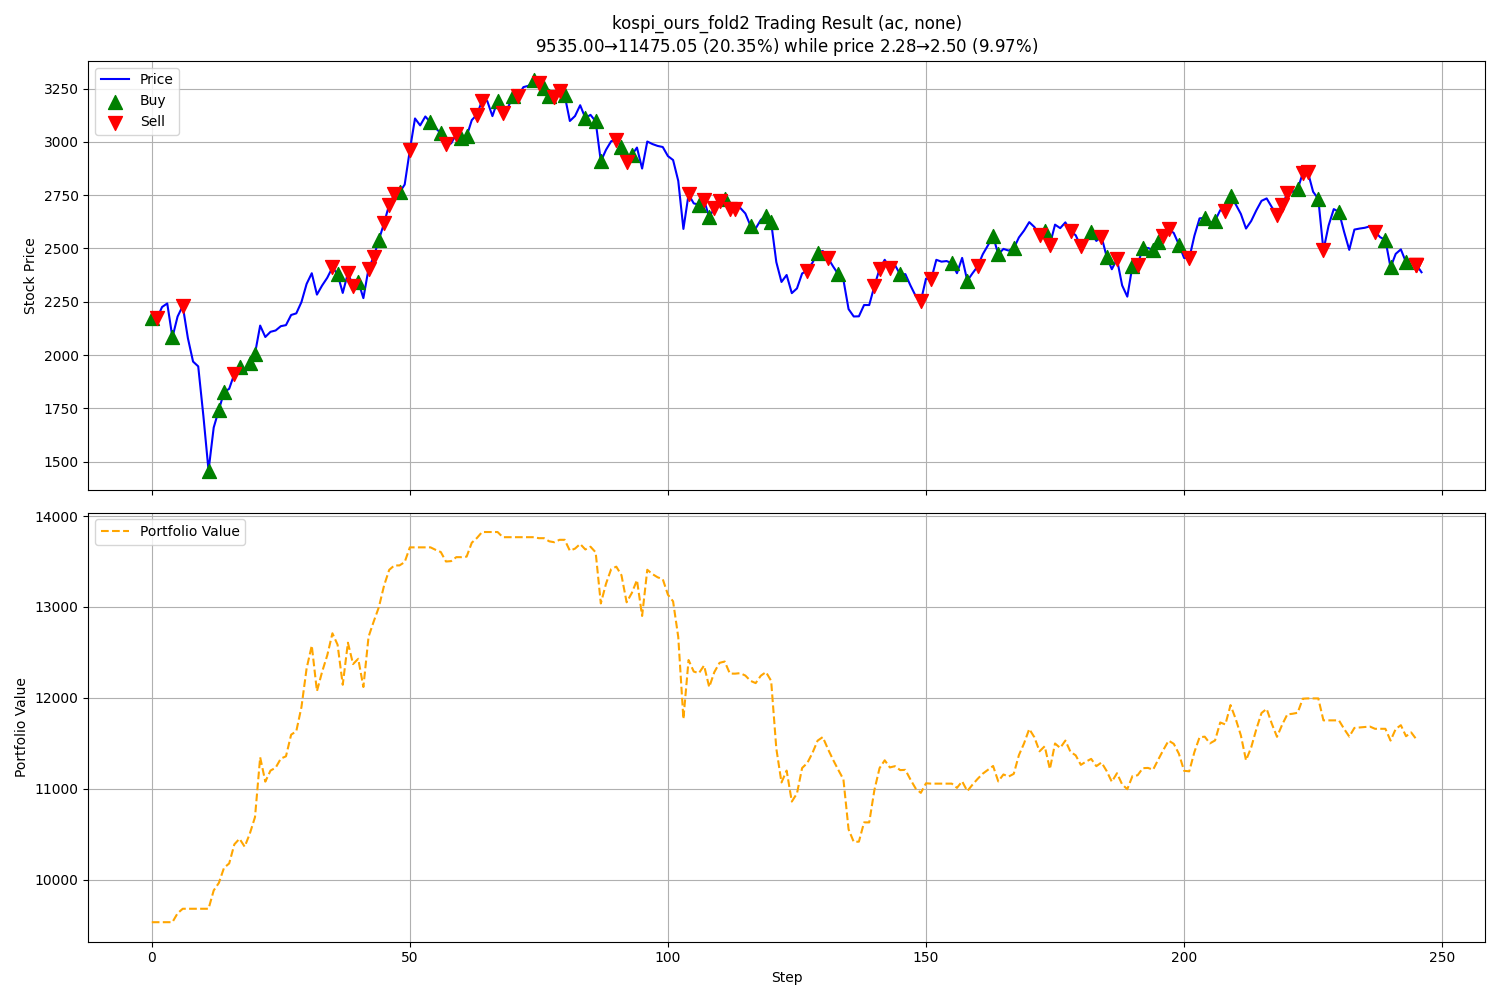 kospi_ours_fold2 Trading Result (ac, none)
9535.00→11475.05 (20.35%) while price 2.28→2.50 (9.97%)
Price
Buy
Sell
3250
3000
2750
2500
2250
2000
1750
1500
Stock Price
Portfolio Value
14000
13000
12000
11000
10000
Portfolio Value
0
50
100
150
200
250
Step